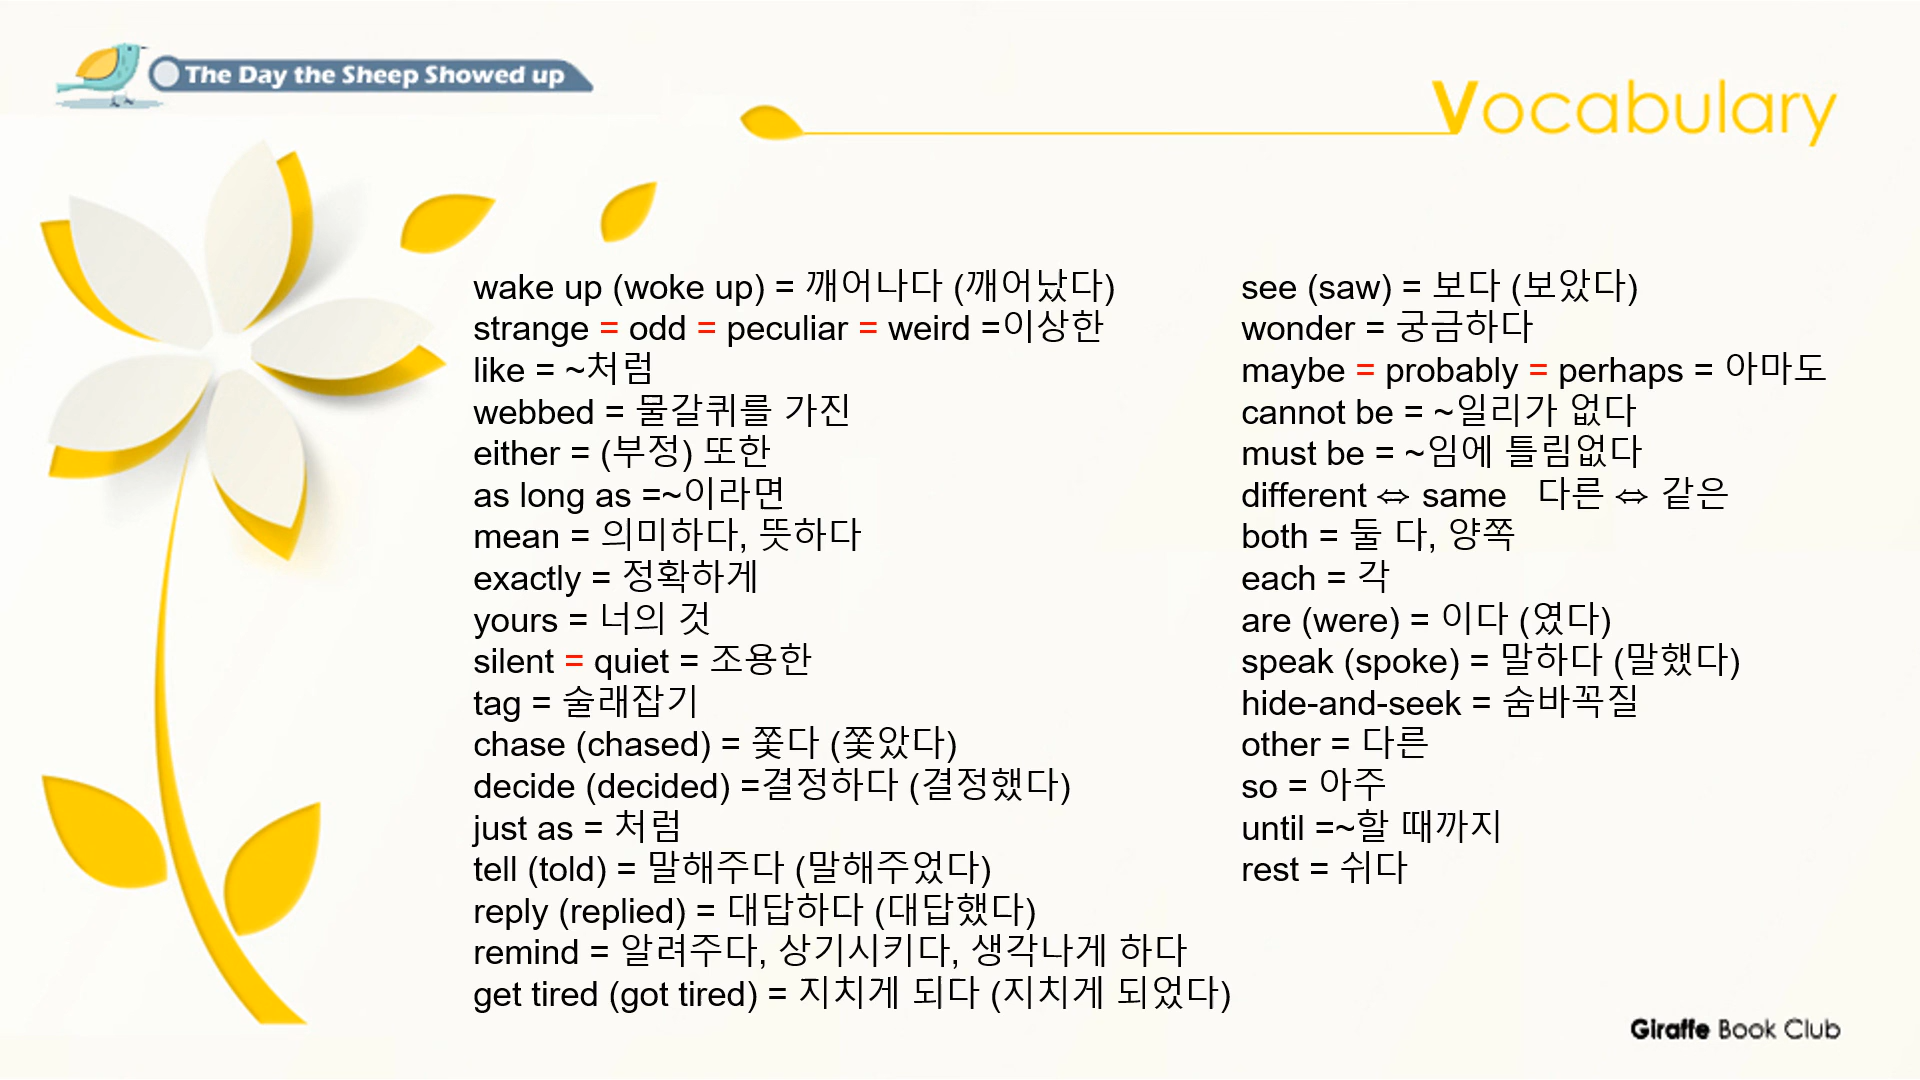 The Day the Sheep Showed up
Vocabulary
wake up (woke up) = 깨어나다 (깨어났다)
strange = odd = peculiar = weird =이상한
like = ~처럼
webbed = 물갈퀴를 가진
either = (부정) 또한
as long as =~이라면
mean = 의미하다, 뜻하다
exactly = 정확하게
yours = 너의 것
silent = quiet = 조용한
tag = 술래잡기
chase (chased) = 쫓다 (쫓았다)
decide (decided) =결정하다 (결정했다)
just as = 처럼
tell (told) = 말해주다 (말해주었다)
reply (replied) = 대답하다 (대답했다)
remind = 알려주다, 상기시키다, 생각나게 하다
get tired (got tired) = 지치게 되다 (지치게 되었다)
see (saw) = 보다 (보았다)
wonder = 궁금하다
maybe = probably = perhaps = 아마도
cannot be = ~일리가 없다
must be = ~임에 틀림없다
different ⇔ same 다른 ⇔ 같은
both = 둘 다, 양쪽
each = 각
are (were) = 이다 (였다)
speak (spoke) = 말하다 (말했다)
hide-and-seek = 숨바꼭질
other = 다른
so = 아주
until =~할 때까지
rest = 쉬다
Giraffe Book Club